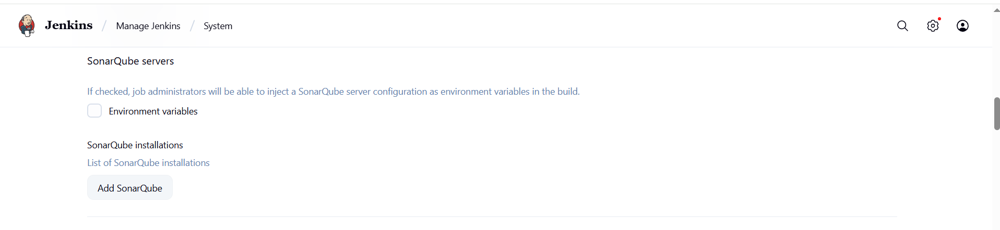 Jenkins / Manage Jenkins / System
SonarQube servers
If checked, job administrators will be able to inject a SonarQube server configuration as environment variables in the build.
Environment variables
SonarQube installations
List of SonarQube installations
Add SonarQube